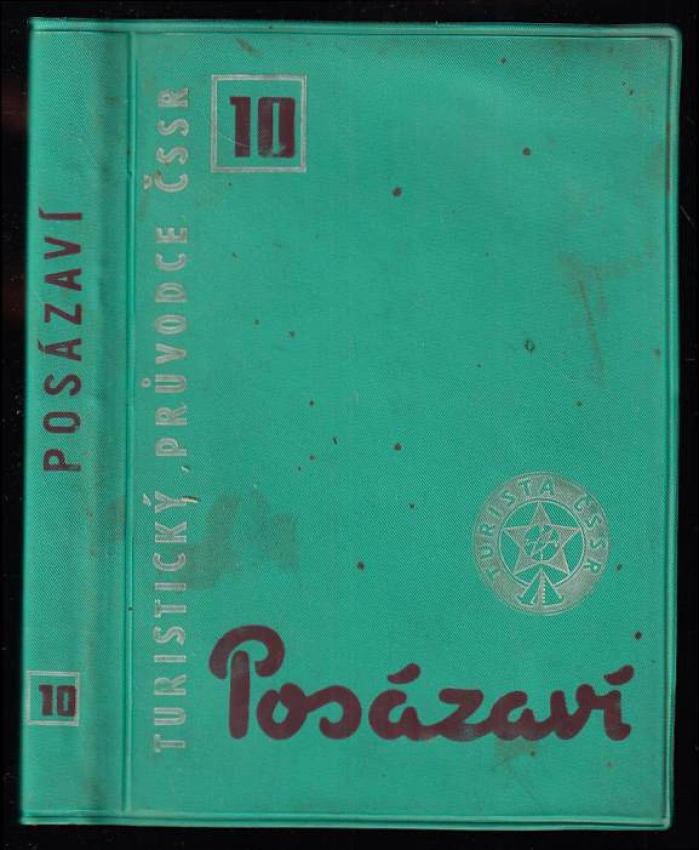 POSÁZAVÍ
10
TURISTICKÝ PRŮVODCE ČSSR
10
TURISTA ČSSR
Posázaví